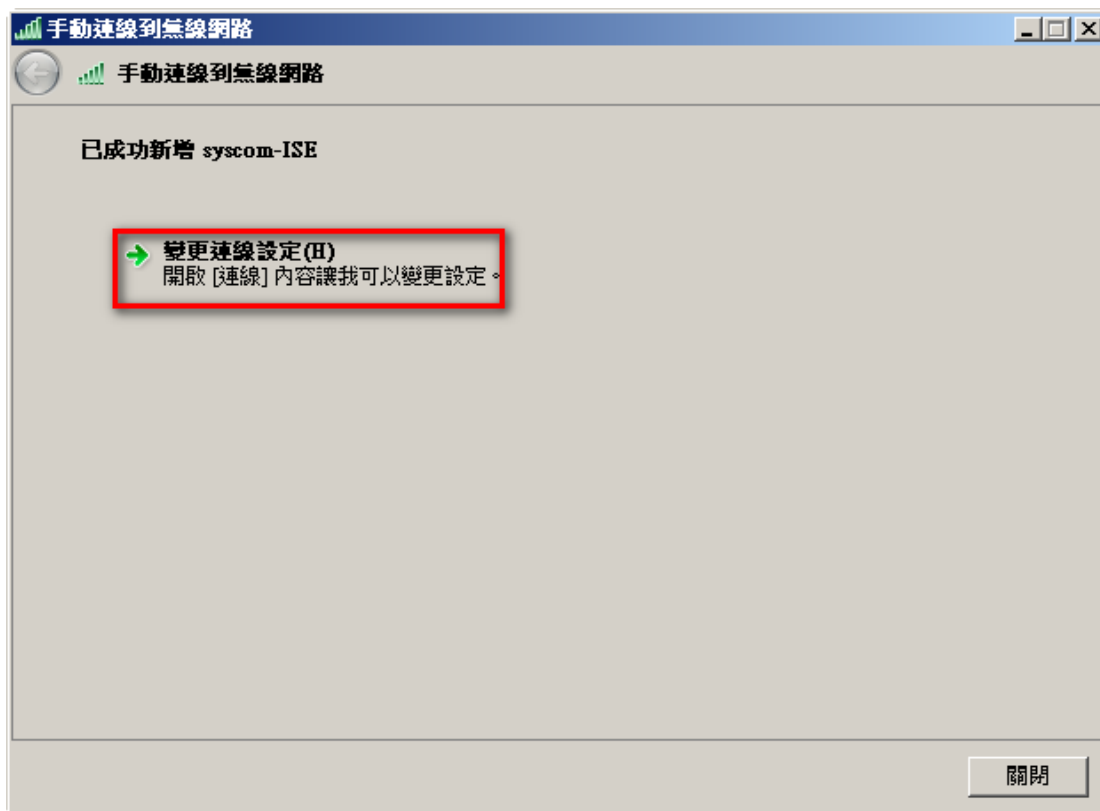 手動連線到無線網路
手動連線到無線網路
已成功新增 syscom-ISE
變更連線設定(H)
開啟 [連線] 內容讓我可以變更設定。
關閉